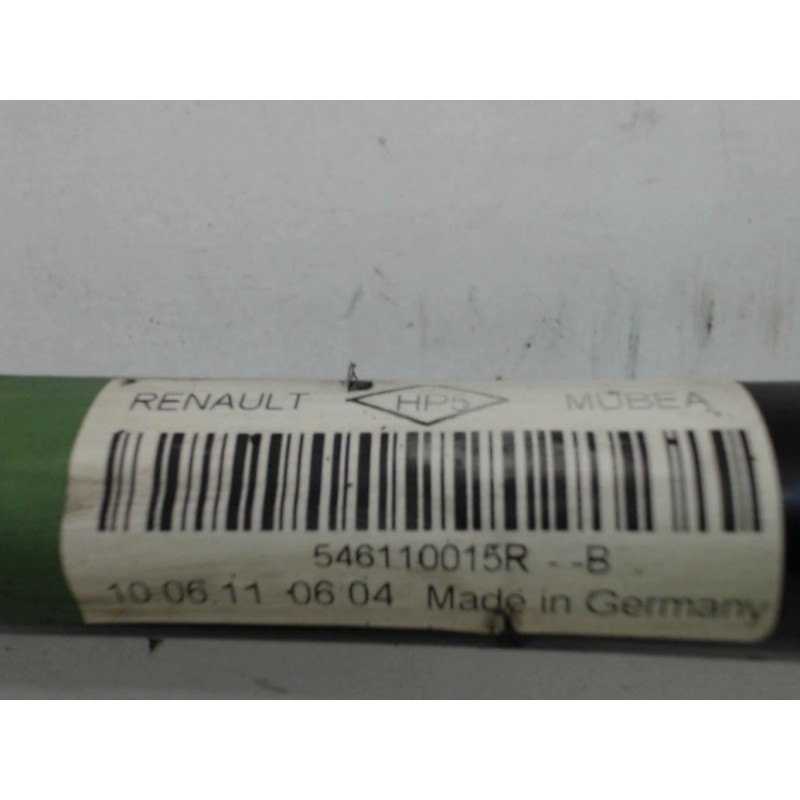 RENAULT HP5 MUBEA
546110015R --B
10.06.11 06:04 Made in Germany